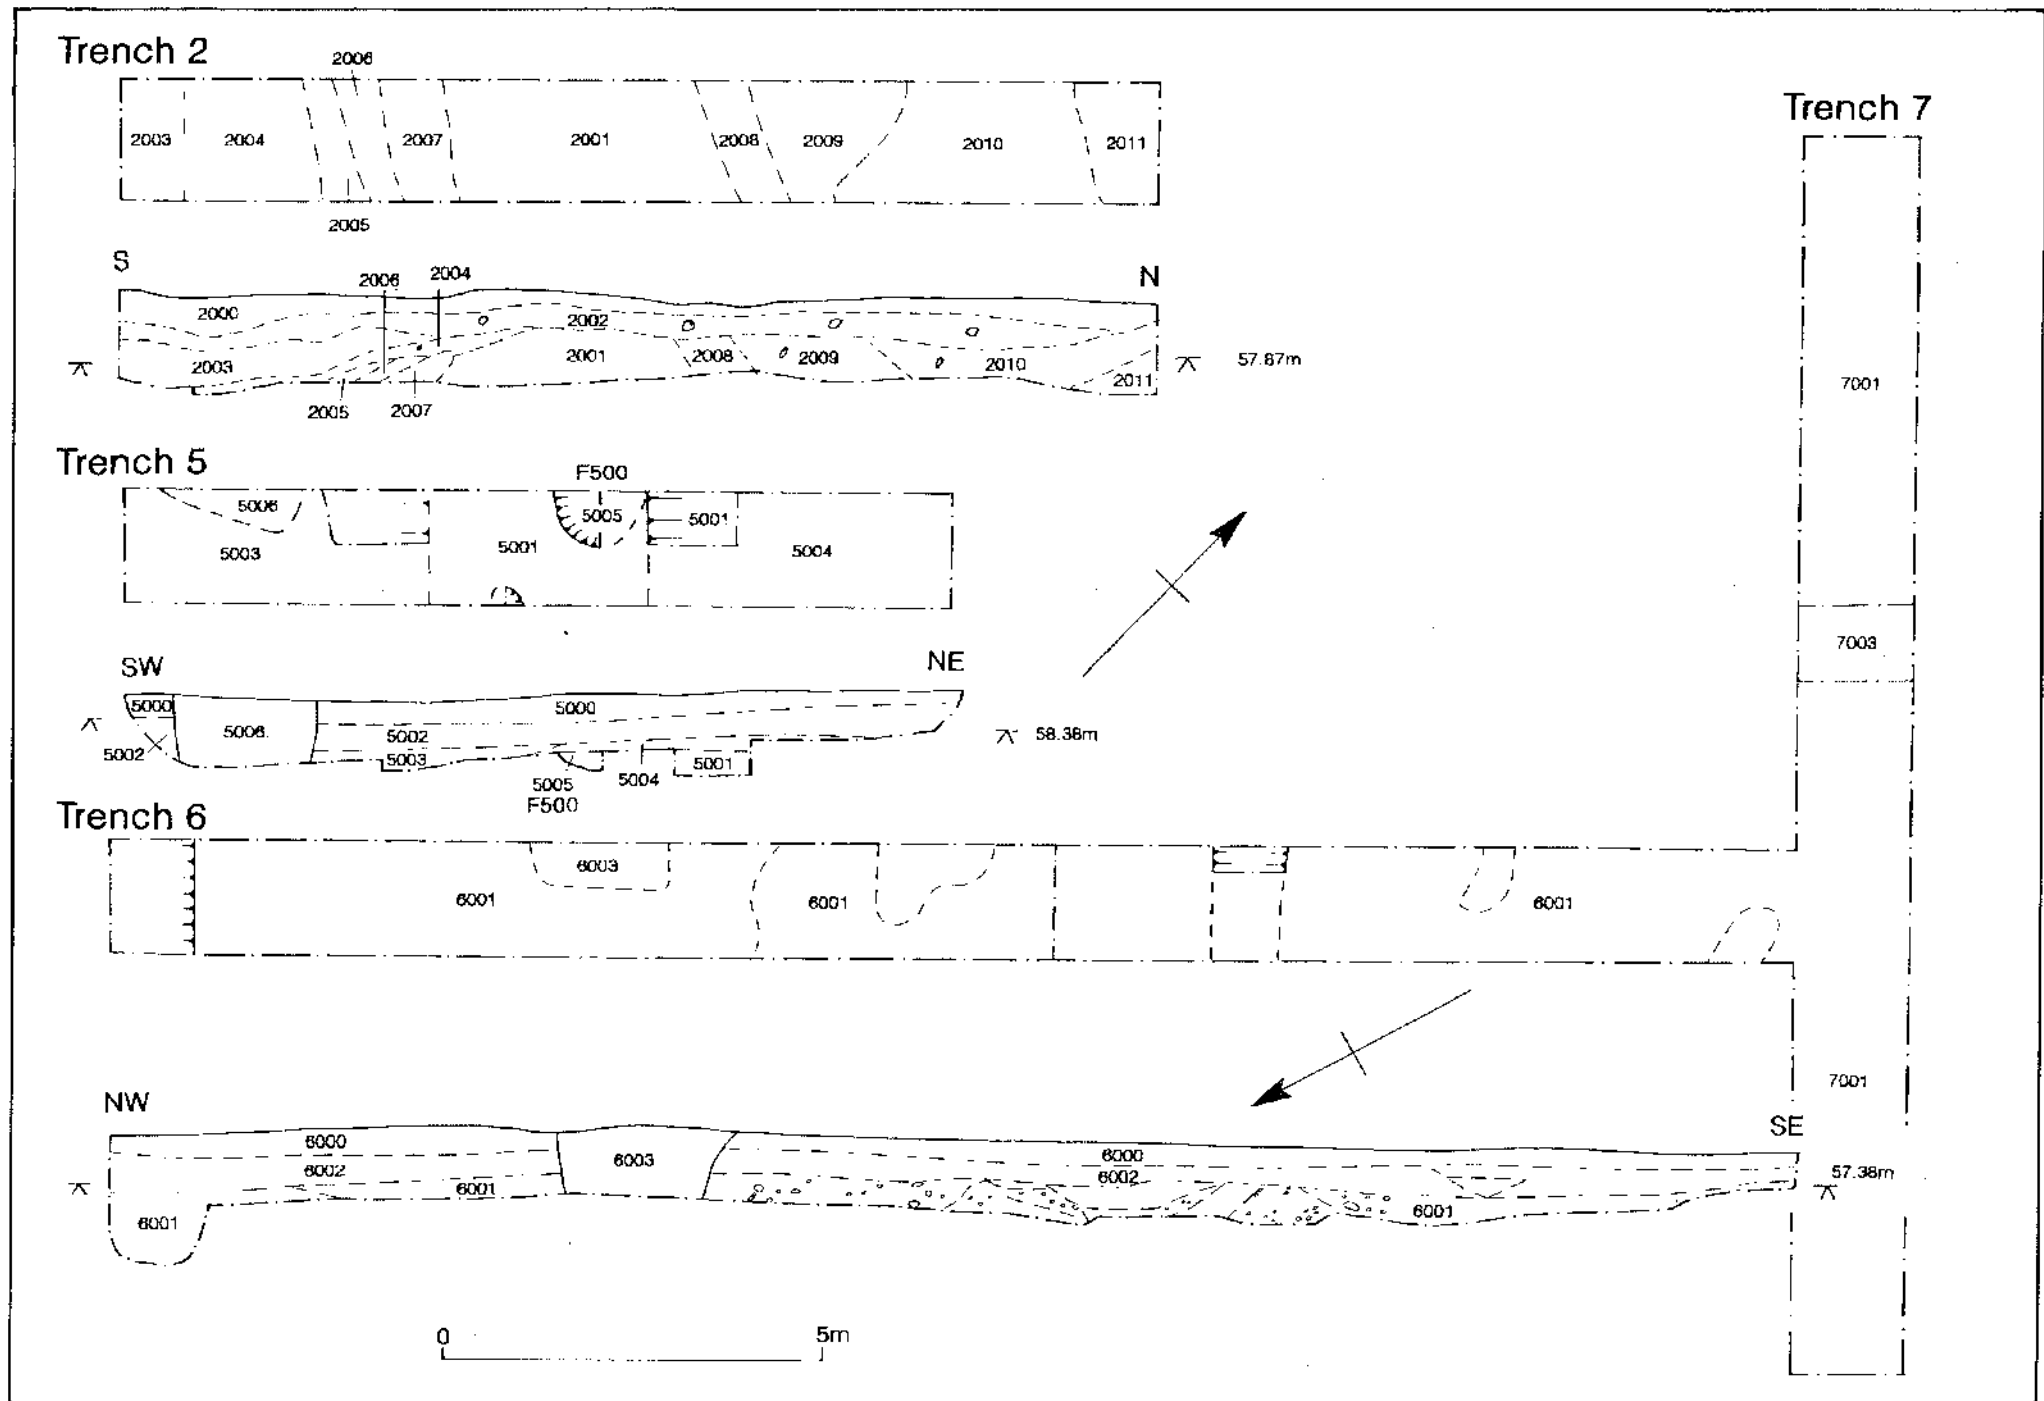 Trench 2
2006
2003 2004 2007 2001 2008 2009 2010 2011
2005
S N
2006 2004
2000 2002
2003 2001 2008 2009 2010 2011
57.87m
2005 2007
Trench 5
F500
5006 5005 5001
5003 5001 5004
SW NE
5000 5000
5006 5002
5002 5003 5001
58.38m
5005 5004
F500
Trench 6
6003
6001 6001 6001
NW SE
6000 6003 6000
6002 6002
6001 6001
6001
57.38m
Trench 7
7001
7003
7001
0 5m